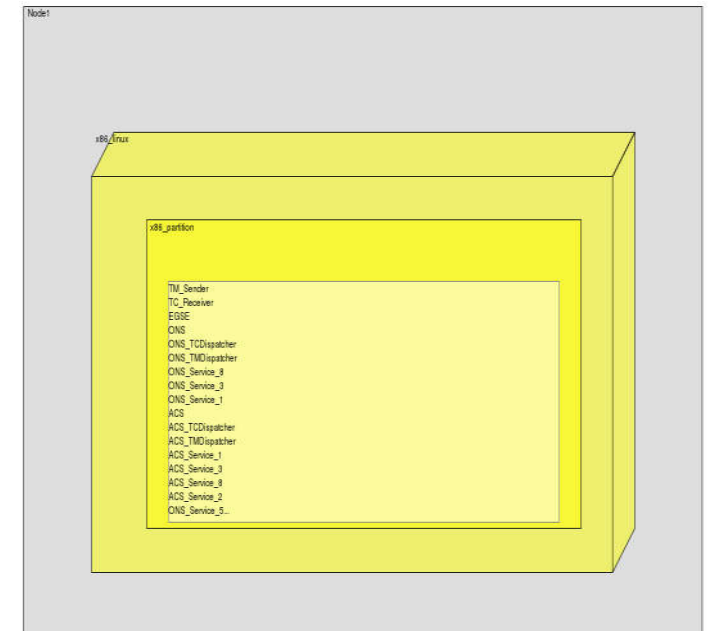 Node1
x86_linux
x86_partition
TM_Sender
TC_Receiver
EGSE
ONS
ONS_TCDispatcher
ONS_TMDispatcher
ONS_Service_8
ONS_Service_3
ONS_Service_1
ACS
ACS_TCDispatcher
ACS_TMDispatcher
ACS_Service_1
ACS_Service_3
ACS_Service_8
ACS_Service_2
ONS_Service_5...